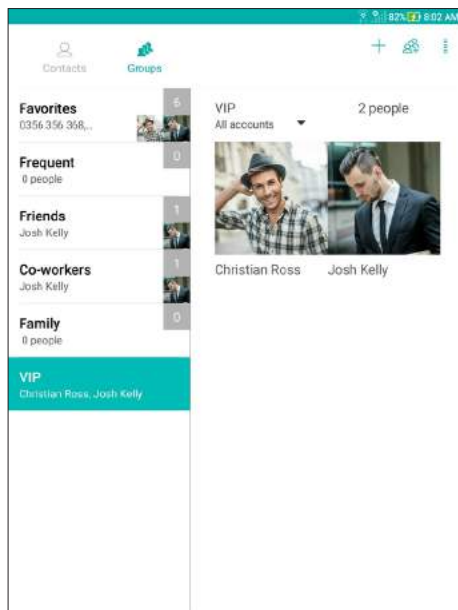 82% 8:02 AM
Contacts
Groups
Favorites
6
0356 356 368,..
Frequent
0
0 people
Friends
1
Josh Kelly
Co-workers
1
Josh Kelly
Family
0
0 people
VIP
Christian Ross, Josh Kelly
VIP
2 people
All accounts
Christian Ross
Josh Kelly